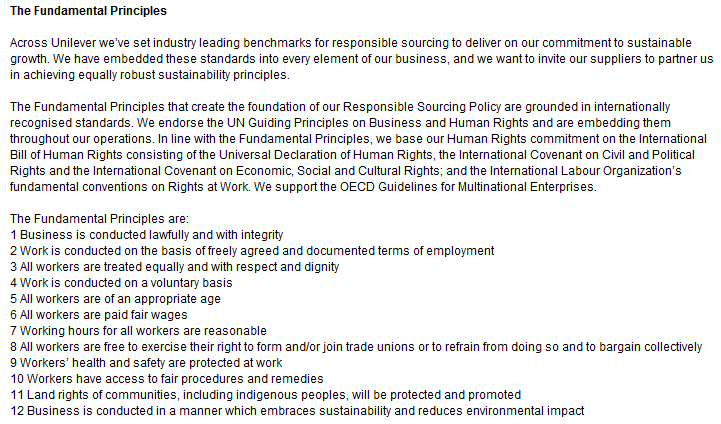 The Fundamental Principles
Across Unilever we've set industry leading benchmarks for responsible sourcing to deliver on our commitment to sustainable
growth. We have embedded these standards into every element of our business, and we want to invite our suppliers to partner us
in achieving equally robust sustainability principles.
The Fundamental Principles that create the foundation of our Responsible Sourcing Policy are grounded in internationally
recognised standards. We endorse the UN Guiding Principles on Business and Human Rights and are embedding them
throughout our operations. In line with the Fundamental Principles, we base our Human Rights commitment on the International
Bill of Human Rights consisting of the Universal Declaration of Human Rights, the International Covenant on Civil and Political
Rights and the International Covenant on Economic, Social and Cultural Rights; and the International Labour Organization's
fundamental conventions on Rights at Work. We support the OECD Guidelines for Multinational Enterprises.
The Fundamental Principles are:
1 Business is conducted lawfully and with integrity
2 Work is conducted on the basis of freely agreed and documented terms of employment
3 All workers are treated equally and with respect and dignity
4 Work is conducted on a voluntary basis
5 All workers are of an appropriate age
6 All workers are paid fair wages
7 Working hours for all workers are reasonable
8 All workers are free to exercise their right to form and/or join trade unions or to refrain from doing so and to bargain collectively
9 Workers' health and safety are protected at work
10 Workers have access to fair procedures and remedies
11 Land rights of communities, including indigenous peoples, will be protected and promoted
12 Business is conducted in a manner which embraces sustainability and reduces environmental impact